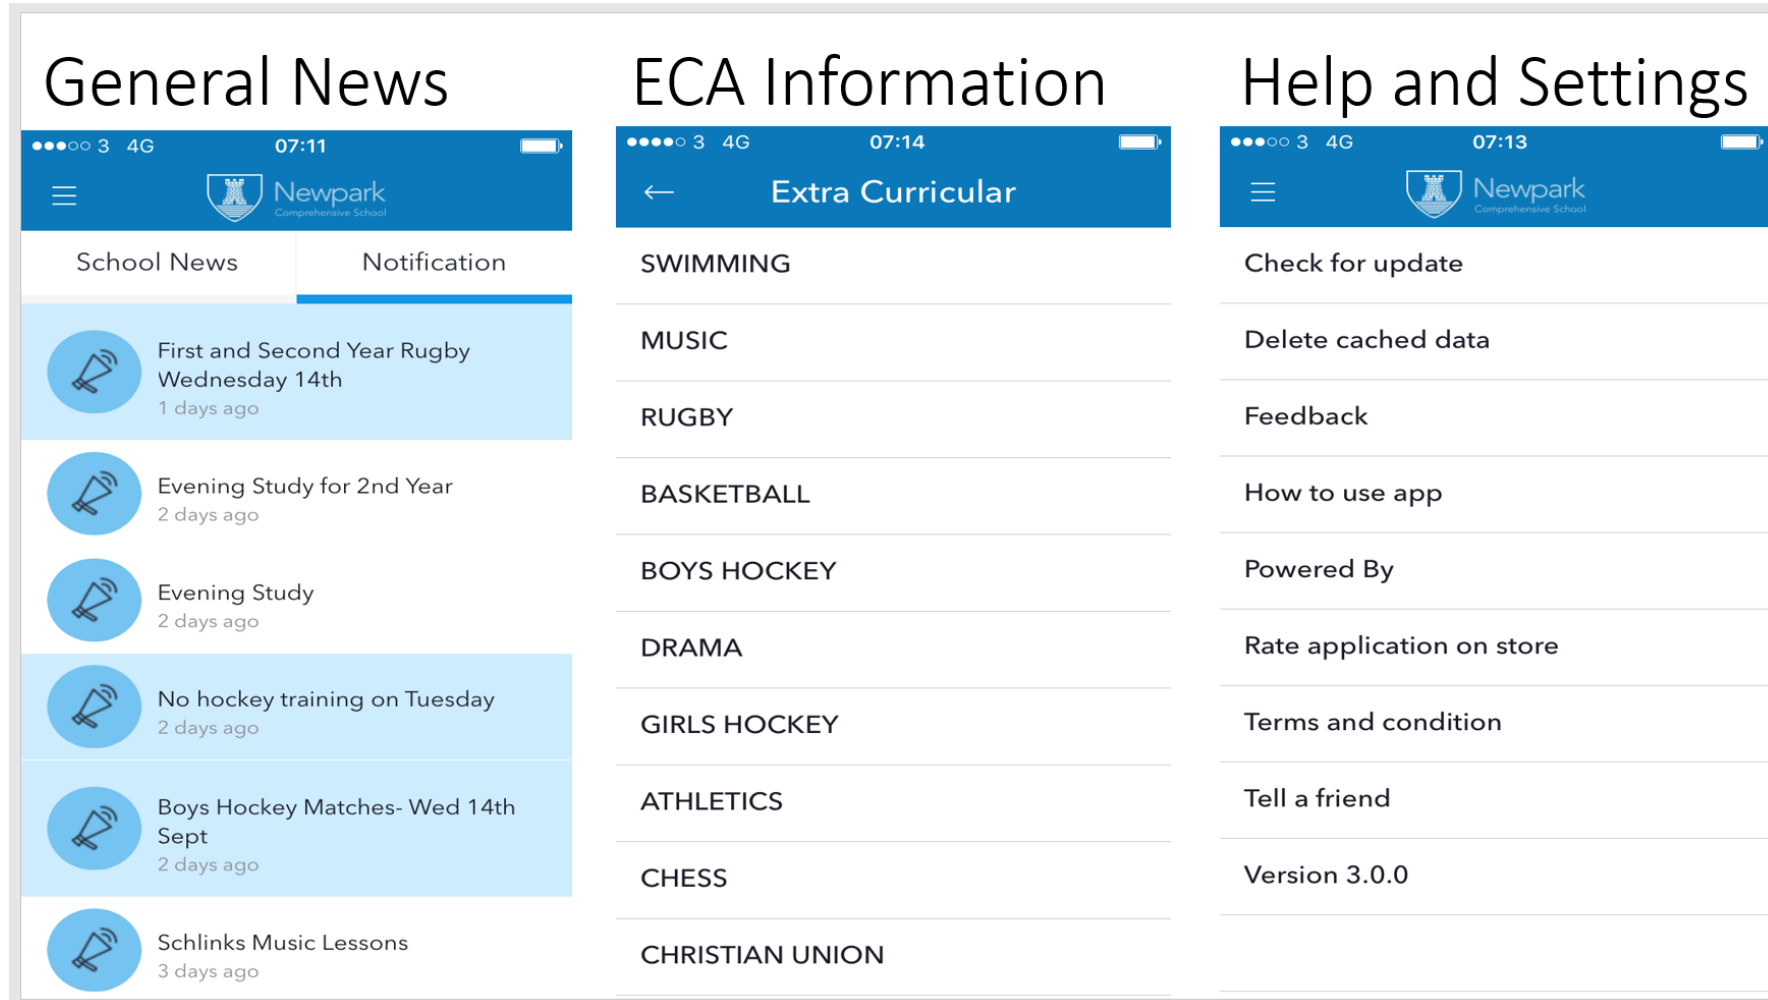 General News
●●●○○ 3 4G 07:11
Newpark
Comprehensive School
School News Notification
First and Second Year Rugby
Wednesday 14th
1 days ago
Evening Study for 2nd Year
2 days ago
Evening Study
2 days ago
No hockey training on Tuesday
2 days ago
Boys Hockey Matches- Wed 14th
Sept
2 days ago
Schlinks Music Lessons
3 days ago
ECA Information
●●●●○ 3 4G 07:14
Extra Curricular
SWIMMING
MUSIC
RUGBY
BASKETBALL
BOYS HOCKEY
DRAMA
GIRLS HOCKEY
ATHLETICS
CHESS
CHRISTIAN UNION
Help and Settings
●●●○○ 3 4G 07:13
Newpark
Comprehensive School
Check for update
Delete cached data
Feedback
How to use app
Powered By
Rate application on store
Terms and condition
Tell a friend
Version 3.0.0